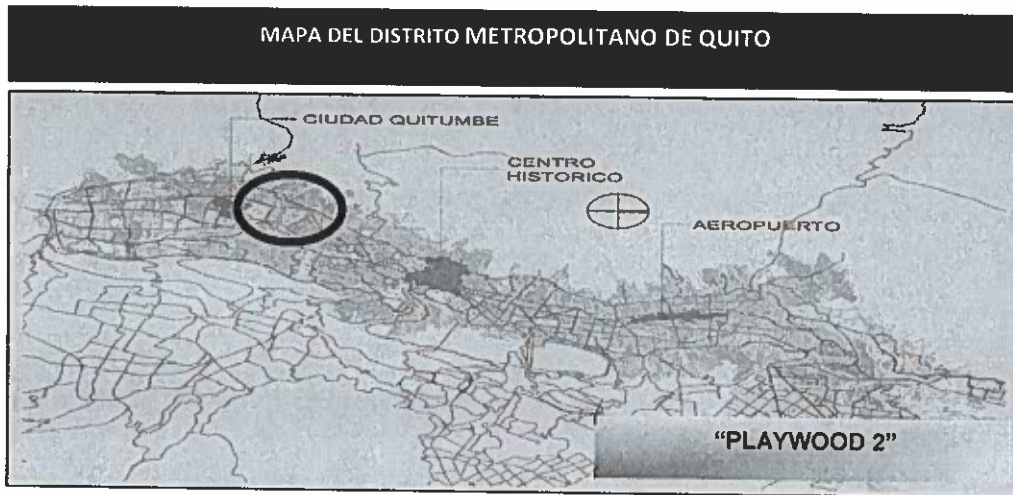 MAPA DEL DISTRITO METROPOLITANO DE QUITO
CIUDAD QUITUMBE
CENTRO
HISTORICO
AEROPUERTO
"PLAYWOOD 2"